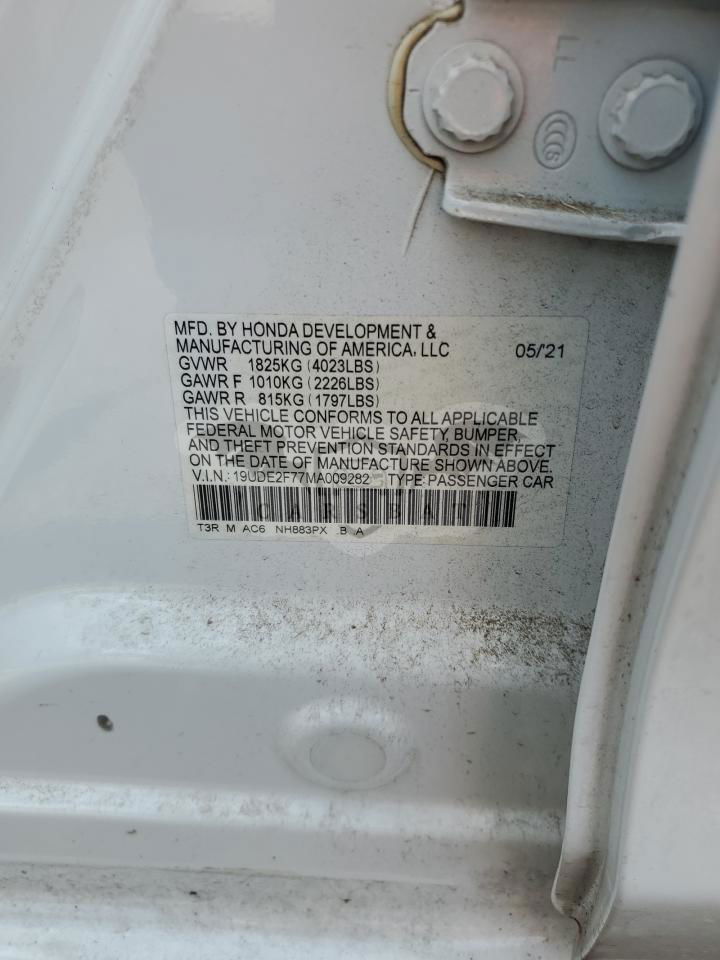 L
CCC S
MFD. BY HONDA DEVELOPMENT &
MANUFACTURING OF AMERICA, LLC 05/'21
GVWR 1825KG (4023LBS)
GAWR F 1010KG (2226LBS)
GAWR R 815KG (1797LBS)
THIS VEHICLE CONFORMS TO ALL APPLICABLE
FEDERAL MOTOR VEHICLE SAFETY, BUMPER,
AND THEFT PREVENTION STANDARDS IN EFFECT
ON THE DATE OF MANUFACTURE SHOWN ABOVE.
V.I.N.: 19UDE2F77MA009282 TYPE: PASSENGER CAR
CARSBAT
T3R M AC6 NH883PX B A